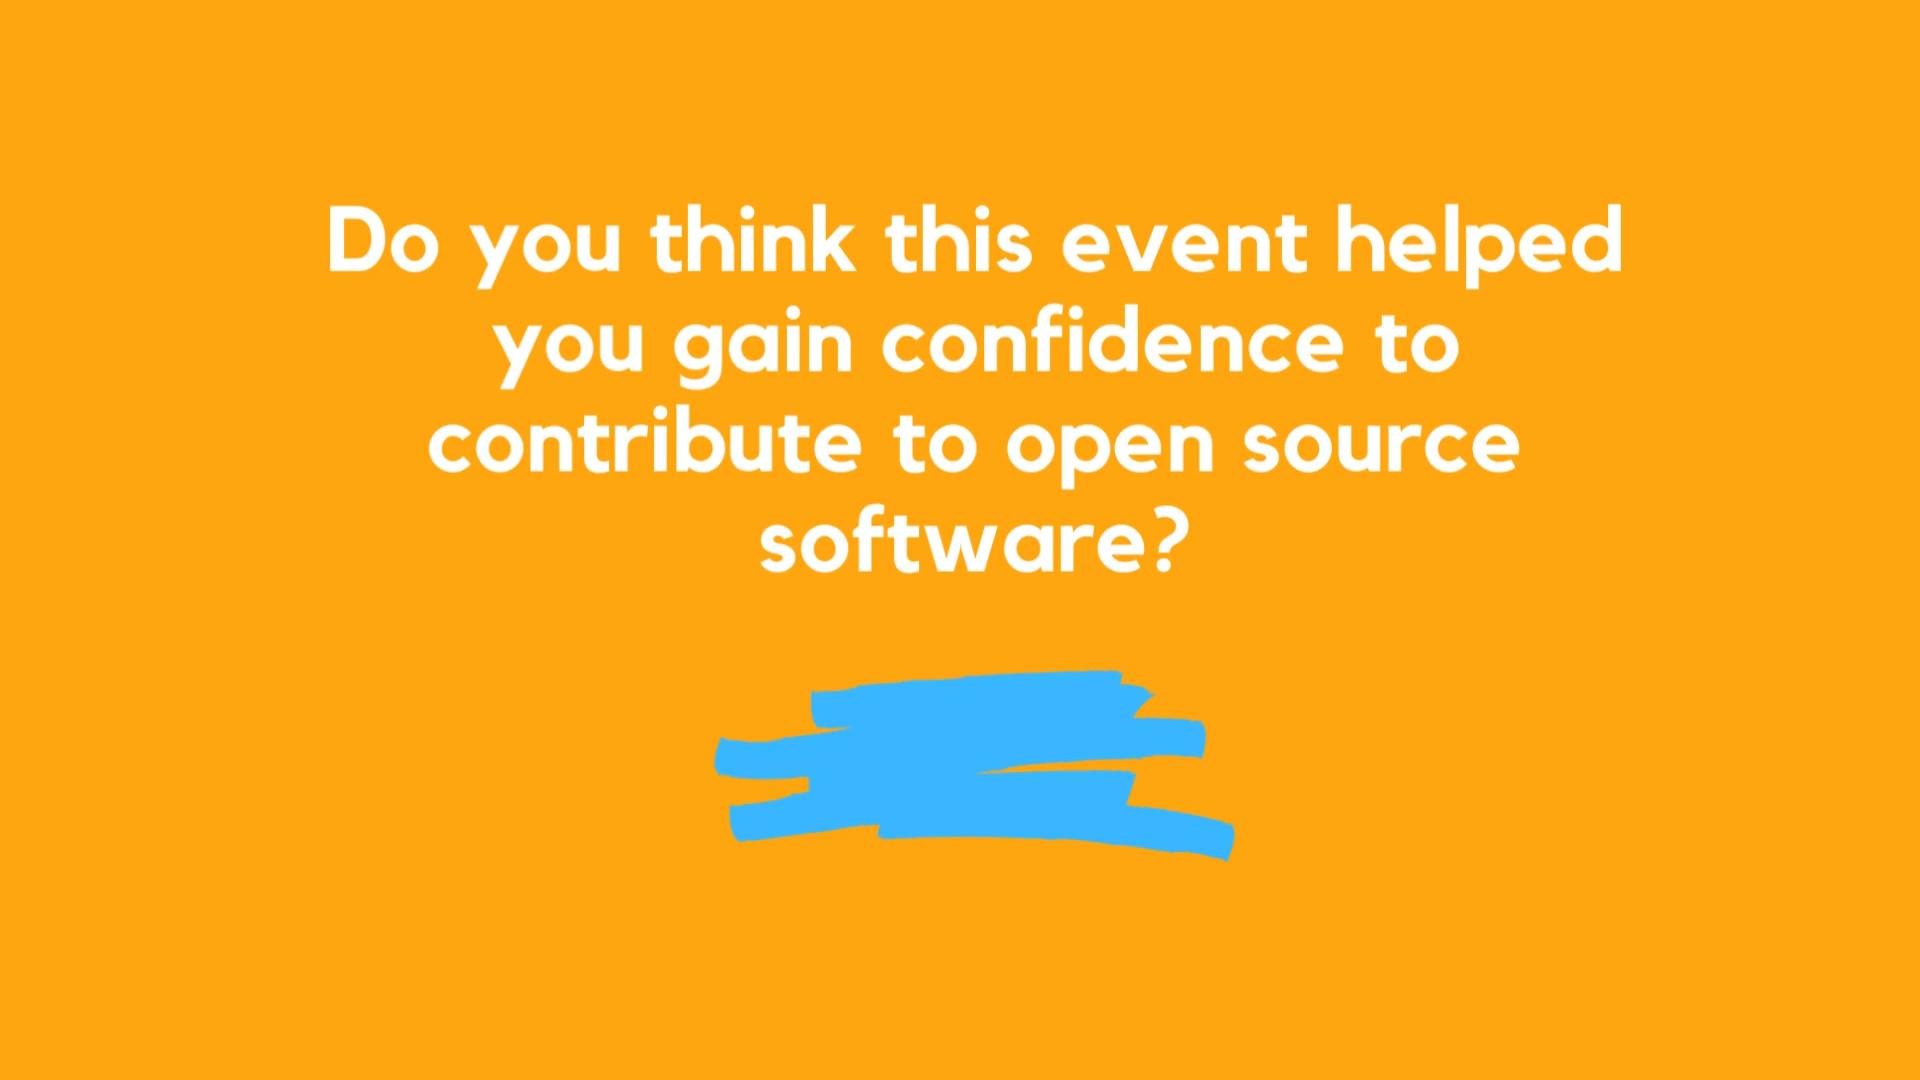 Do you think this event helped
you gain confidence to
contribute to open source
software?